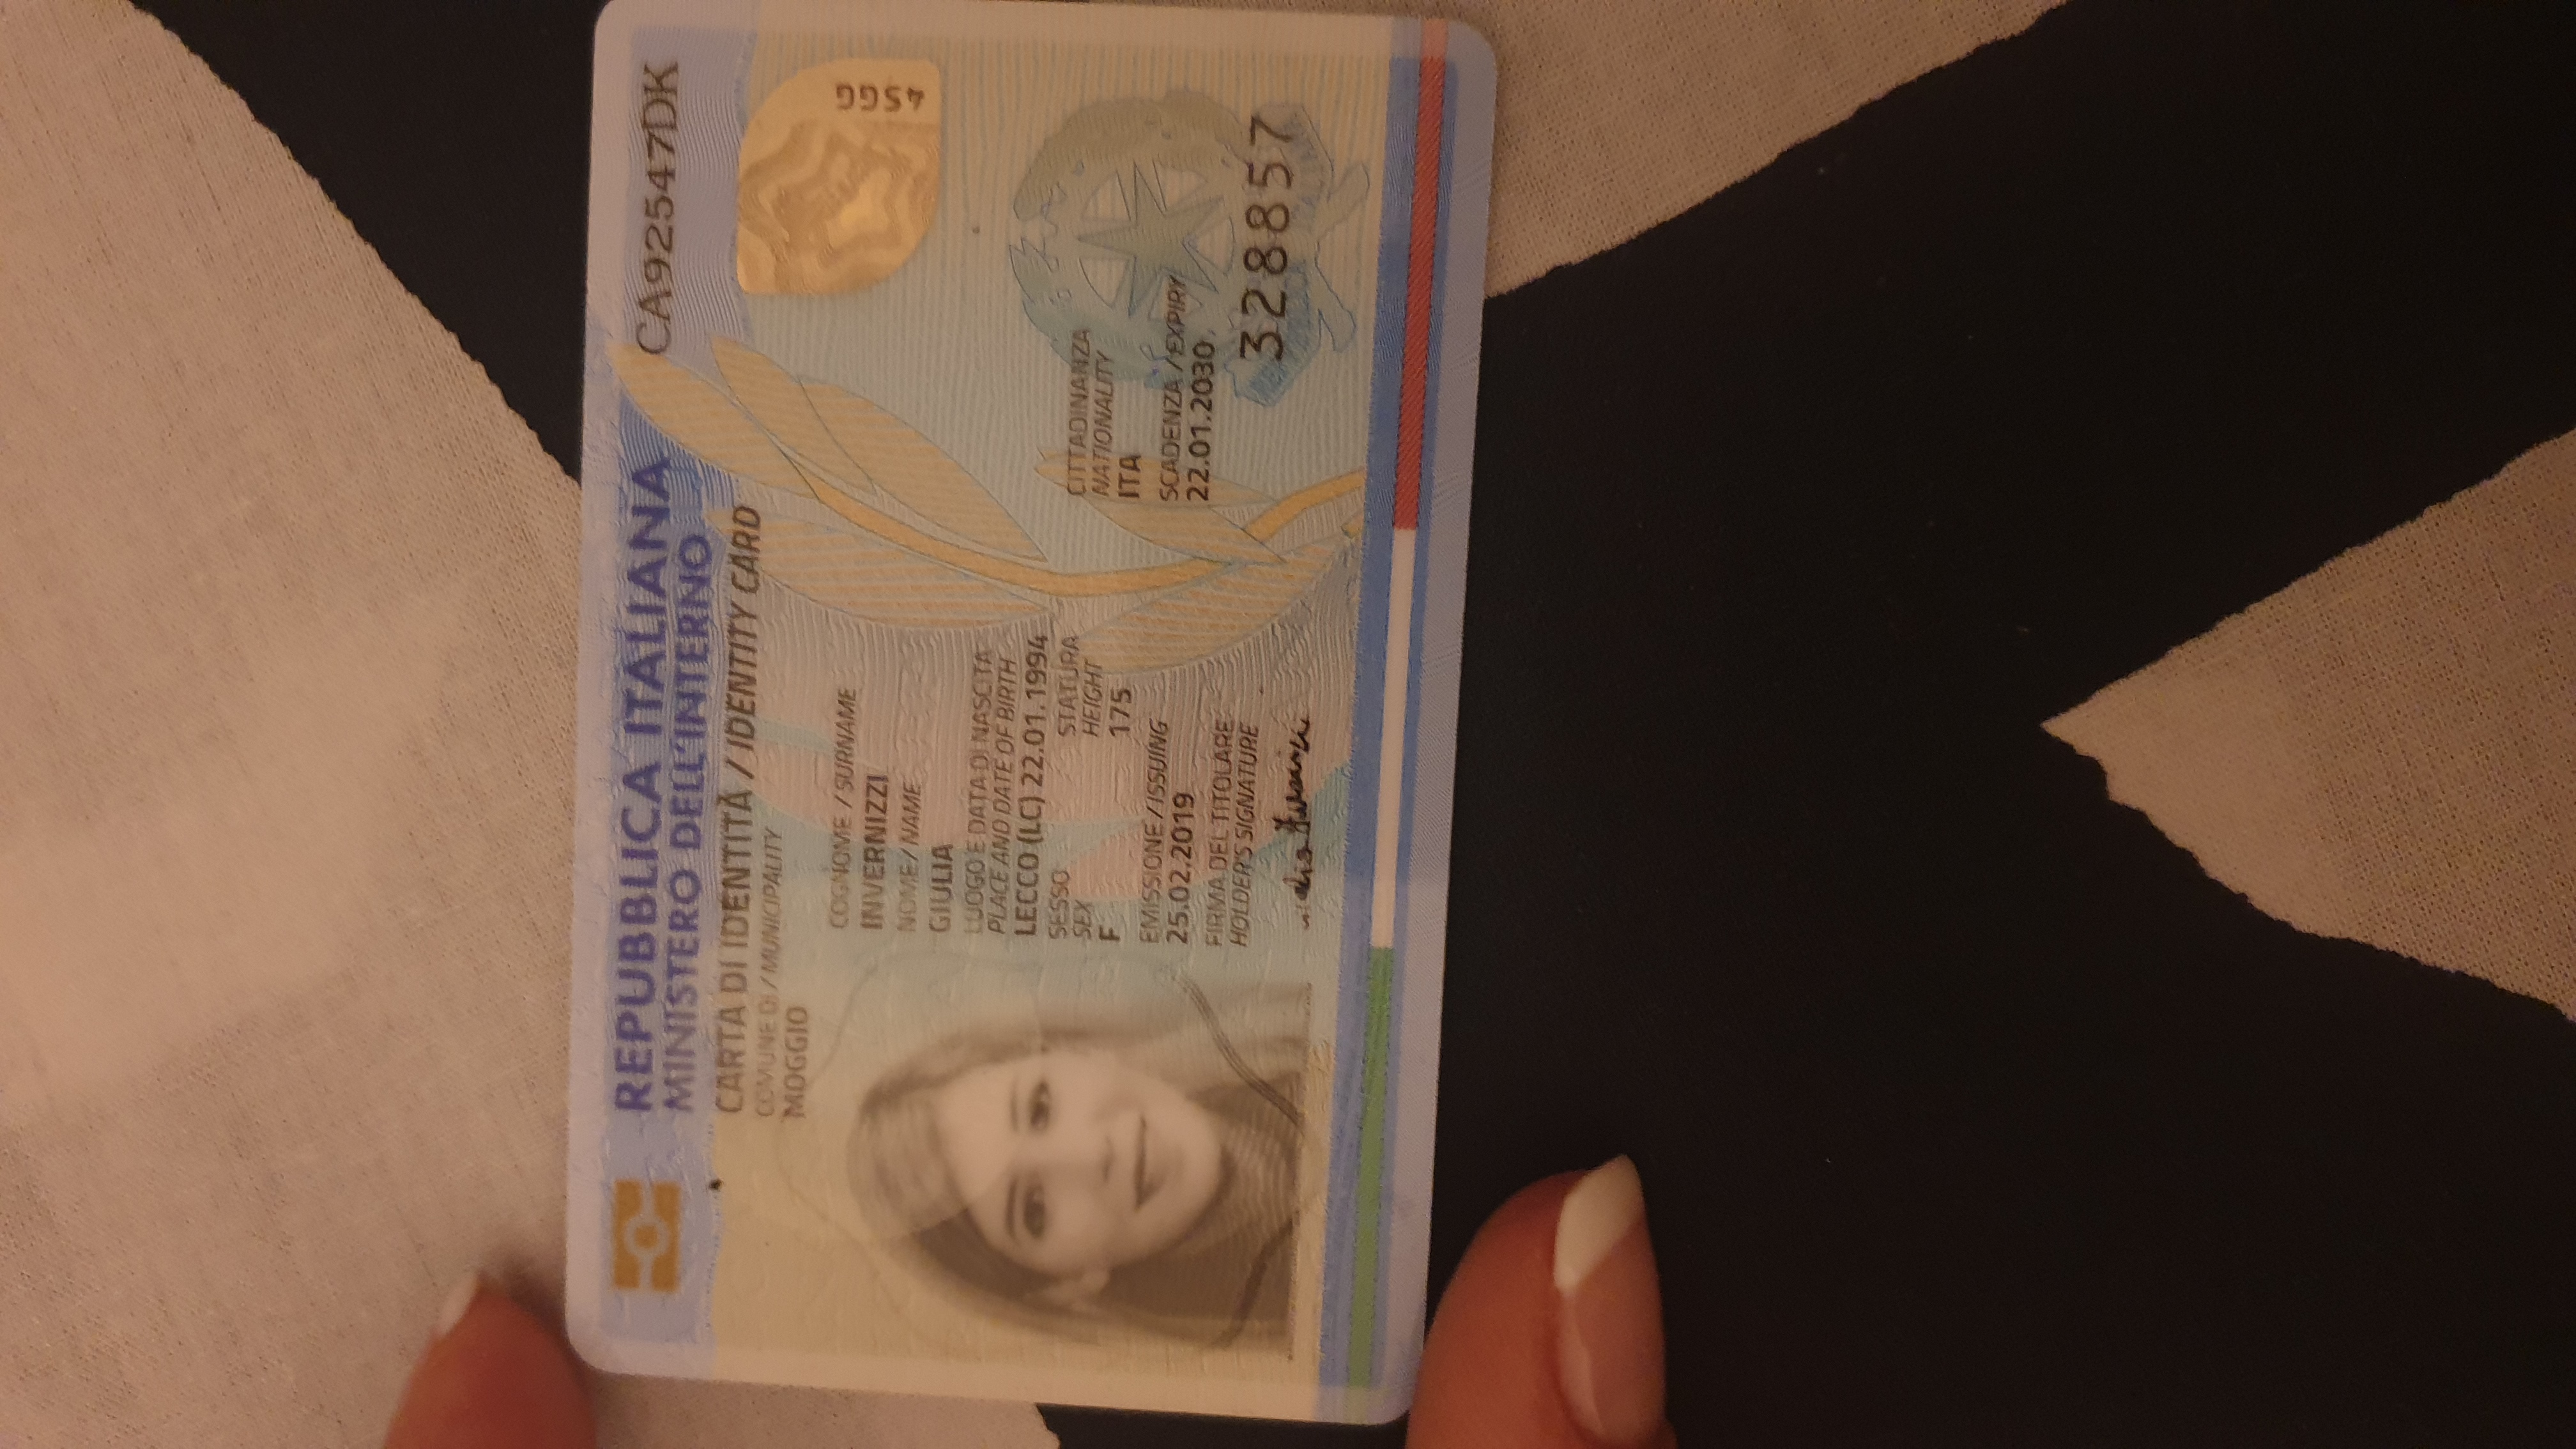 REPUBBLICA ITALIANA
CA92547DK
MINISTERO DELL'INTERNO
CARTA DI IDENTITÀ / IDENTITY CARD
COMUNE DI / MUNICIPALITY
MOGGIO
COGNOME / SURNAME
INVERNIZZI
NOME / NAME
GIULIA
LUOGO E DATA DI NASCITA
PLACE AND DATE OF BIRTH
LECCO (LC) 22.01.1994
SESSO
SEX
F
STATURA
HEIGHT
175
CITTADINANZA
NATIONALITY
ITA
EMISSIONE / ISSUING
25.02.2019
SCADENZA / EXPIRY
22.01.2030
FIRMA DEL TITOLARE
HOLDER'S SIGNATURE
328857
4SGG